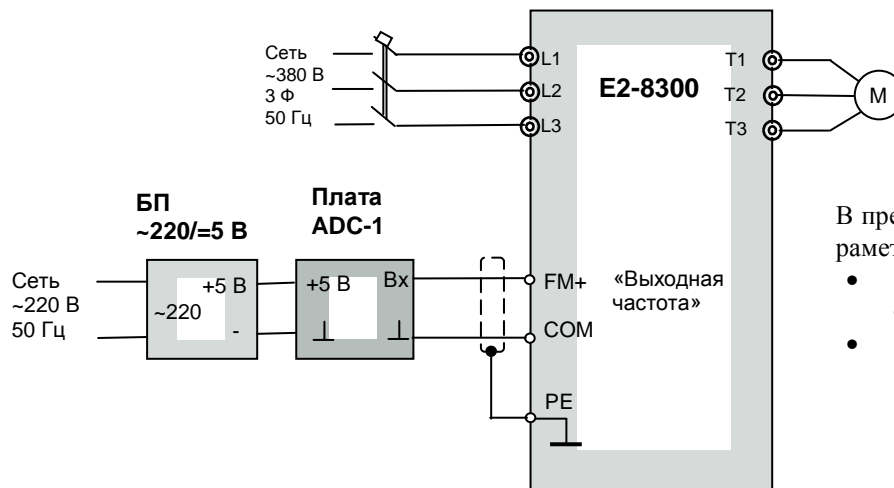 Сеть
~380 В
3 Ф
50 Гц
L1
L2
L3
E2-8300
T1
T2
T3
M
БП
~220/=5 В
Плата
ADC-1
Сеть
~220 В
50 Гц
~220
+5 В
-
+5 В
Вх
FM+
COM
PE
«Выходная
частота»
В пре
рамет
•
•